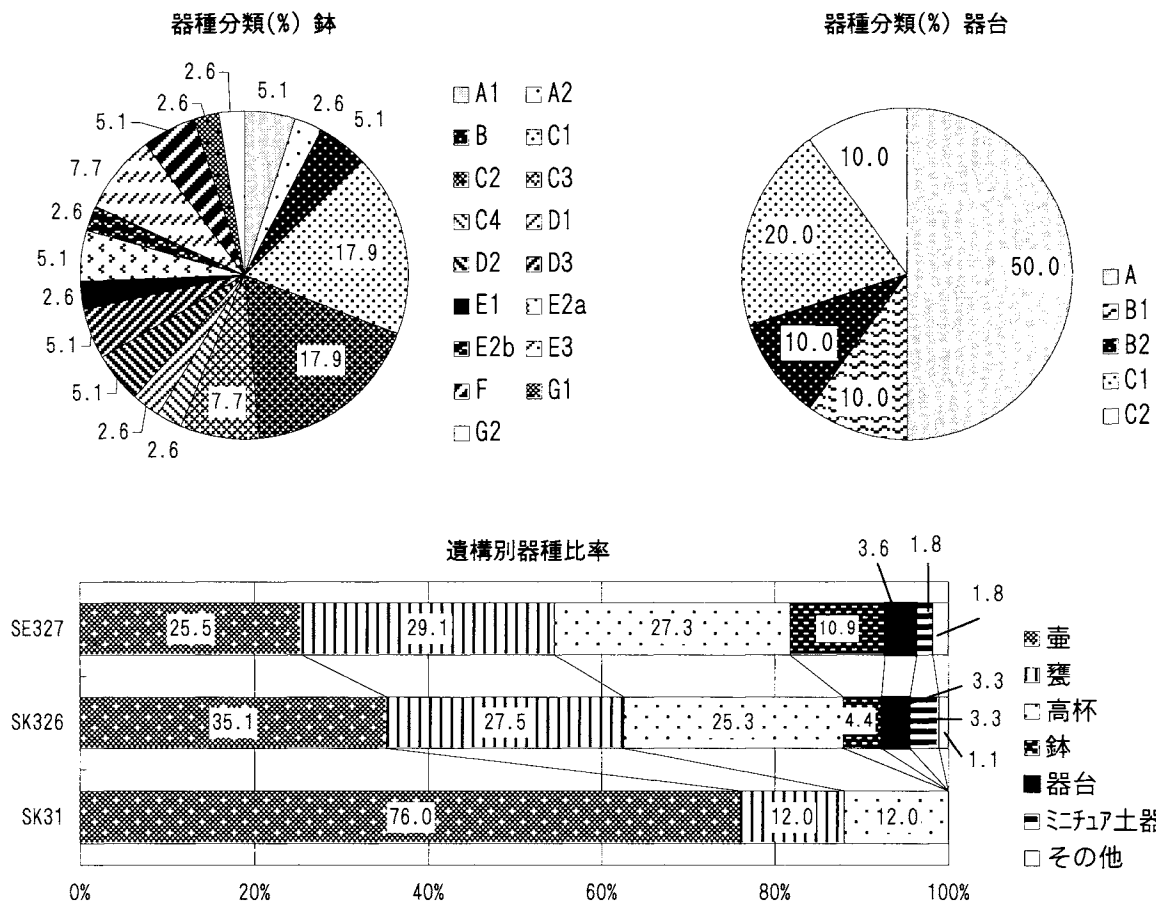 器種分類(%) 鉢
2.6
5.1
2.6
5.1
17.9
17.9
7.7
2.6
2.6
5.1
5.1
2.6
5.1
2.6
7.7
5.1
2.6
A1 A2
B C1
C2 C3
C4 D1
D2 D3
E1 E2a
E2b E3
F G1
G2
器種分類(%) 器台
10.0
50.0
20.0
10.0
10.0
A
B1
B2
C1
C2
遺構別器種比率
3.6 1.8
SE327 25.5 29.1 27.3 10.9 1.8
3.3
SK326 35.1 27.5 25.3 4.4 3.3
1.1
SK31 76.0 12.0 12.0
0% 20% 40% 60% 80% 100%
壷
甕
高杯
鉢
器台
ミニチュア土器
その他